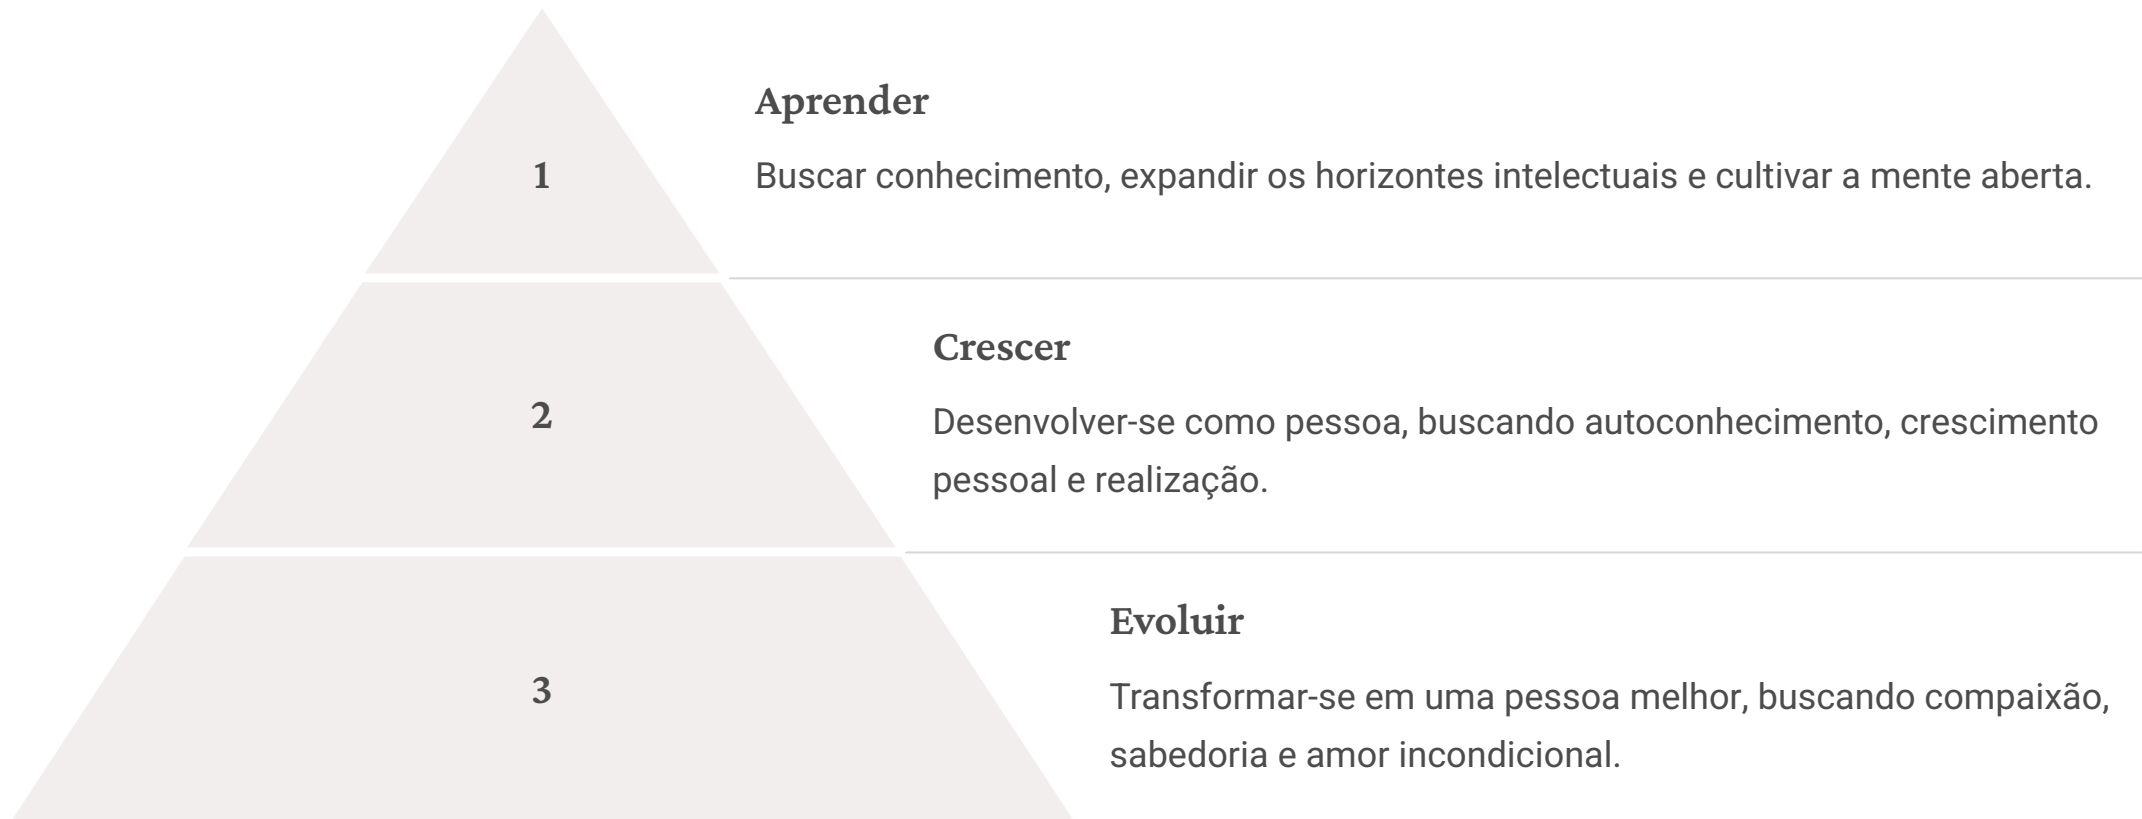 1
Aprender
Buscar conhecimento, expandir os horizontes intelectuais e cultivar a mente aberta.
2
Crescer
Desenvolver-se como pessoa, buscando autoconhecimento, crescimento
pessoal e realização.
3
Evoluir
Transformar-se em uma pessoa melhor, buscando compaixão,
sabedoria e amor incondicional.